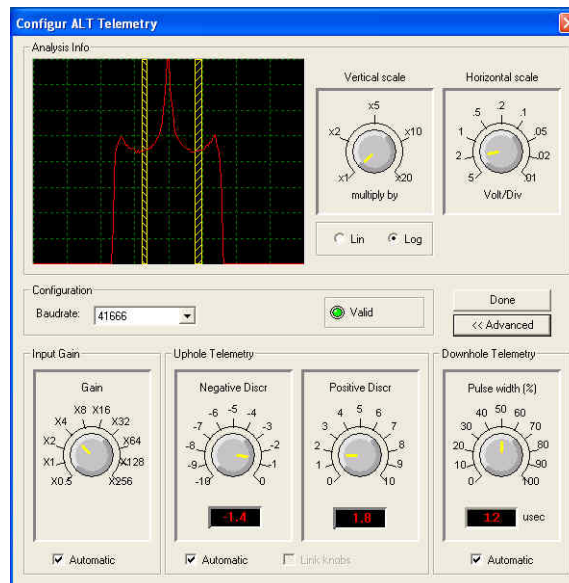 Configur ALT Telemetry
Analysis Info
Vertical scale
x1
x2
x5
x10
x20
multiply by
Horizontal scale
5
2
1
.5
.2
.1
.05
.02
.01
Volt/Div
Lin
Log
Configuration
Baudrate:
41666
Valid
Done
<< Advanced
Input Gain
Gain
X0.5
X1
X2
X4
X8
X16
X32
X64
X128
X256
Automatic
Uphole Telemetry
Negative Discr
-10
-9
-8
-7
-6
-5
-4
-3
-2
-1
0
-1.4
Automatic
Positive Discr
0
1
2
3
4
5
6
7
8
9
10
1.8
Link knobs
Downhole Telemetry
Pulse width (%)
0
10
20
30
40
50
60
70
80
90
100
12 usec
Automatic